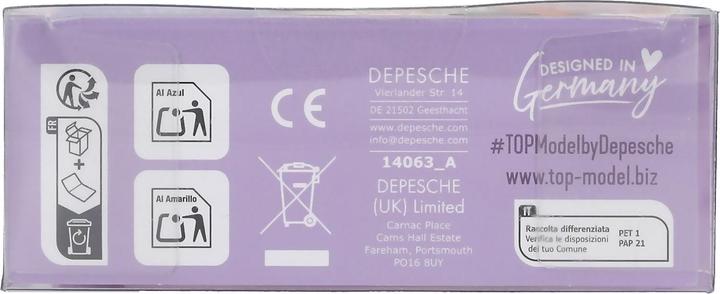 FR
+
Al Azul
Al Amarillo
CE
DEPESCHE
Vierlander Str. 14
DE 21502 Geesthacht
www.depesche.com
info@depesche.com
14063_A
DEPESCHE
(UK) Limited
Carnac Place
Cams Hall Estate
Fareham, Portsmouth
PO16 8UY
DESIGNED IN
Germany
#TOPModelbyDepesche
www.top-model.biz
IT
Raccolta differenziata
Verifica le disposizioni
del tuo Comune
PET 1
PAP 21